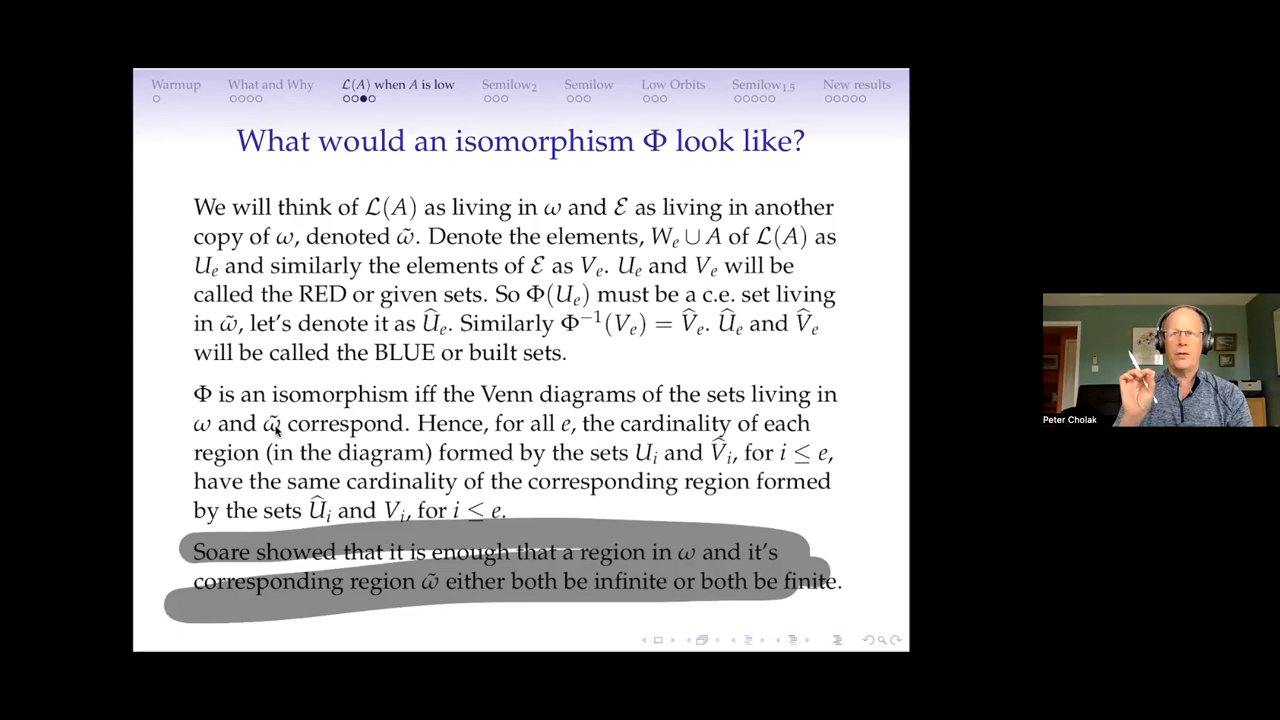 Warmup What and Why ℒ(A) when A is low Semilow₂ Semilow Low Orbits Semilow₁.₅ New results
What would an isomorphism Φ look like?
We will think of ℒ(A) as living in ω and ℰ as living in another
copy of ω, denoted ω̃. Denote the elements, Wₑ ∪ A of ℒ(A) as
Uₑ and similarly the elements of ℰ as Vₑ. Uₑ and Vₑ will be
called the RED or given sets. So Φ(Uₑ) must be a c.e. set living
in ω̃, let's denote it as Ûₑ. Similarly Φ⁻¹(Vₑ) = V̂ₑ. Ûₑ and V̂ₑ
will be called the BLUE or built sets.
Φ is an isomorphism iff the Venn diagrams of the sets living in
ω and ω̃ correspond. Hence, for all e, the cardinality of each
region (in the diagram) formed by the sets Uᵢ and V̂ᵢ, for i ≤ e,
have the same cardinality of the corresponding region formed
by the sets Ûᵢ and Vᵢ, for i ≤ e.
Soare showed that it is enough that a region in ω and it's
corresponding region ω̃ either both be infinite or both be finite.
Peter Cholak